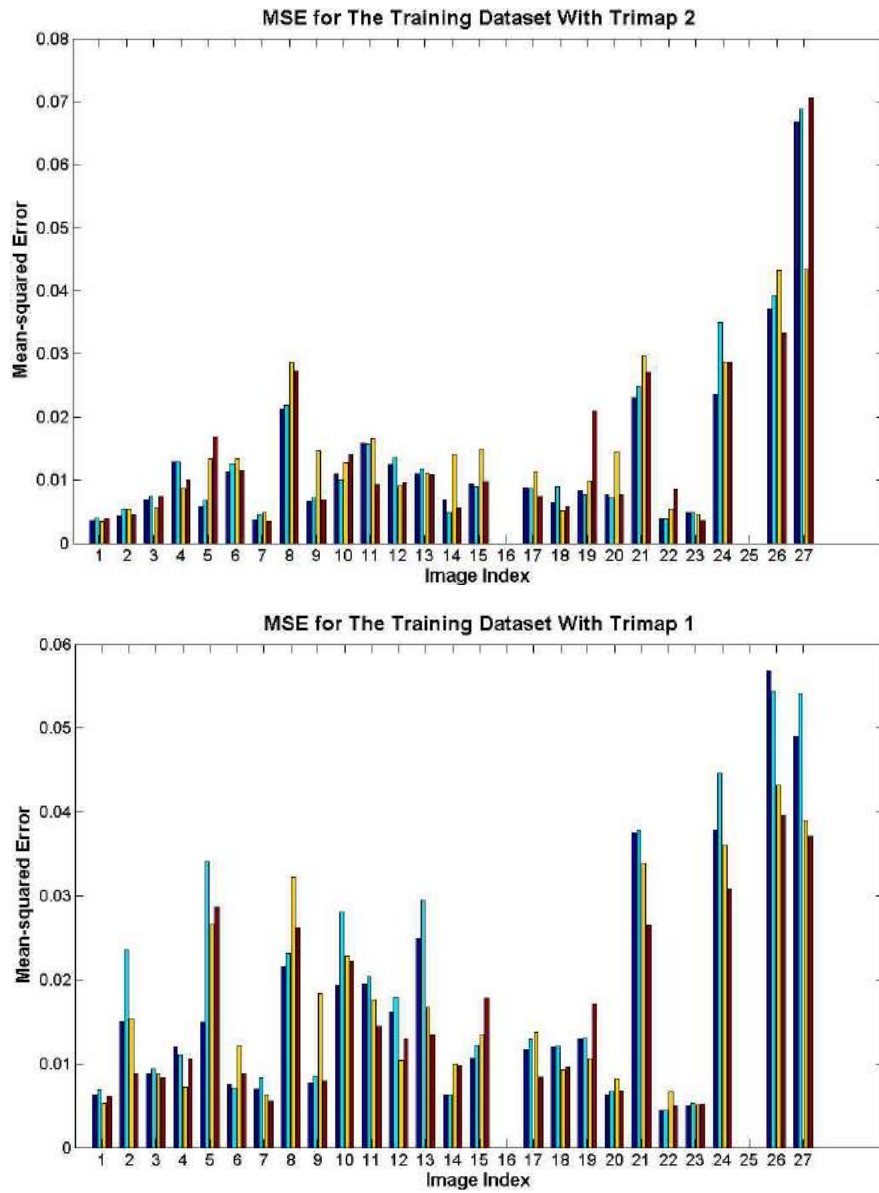 MSE for The Training Dataset With Trimap 2
0.08
0.07
0.06
0.05
0.04
0.03
0.02
0.01
0
Mean-squared Error
1 2 3 4 5 6 7 8 9 10 11 12 13 14 15 16 17 18 19 20 21 22 23 24 25 26 27
Image Index
MSE for The Training Dataset With Trimap 1
0.06
0.05
0.04
0.03
0.02
0.01
0
Mean-squared Error
1 2 3 4 5 6 7 8 9 10 11 12 13 14 15 16 17 18 19 20 21 22 23 24 25 26 27
Image Index